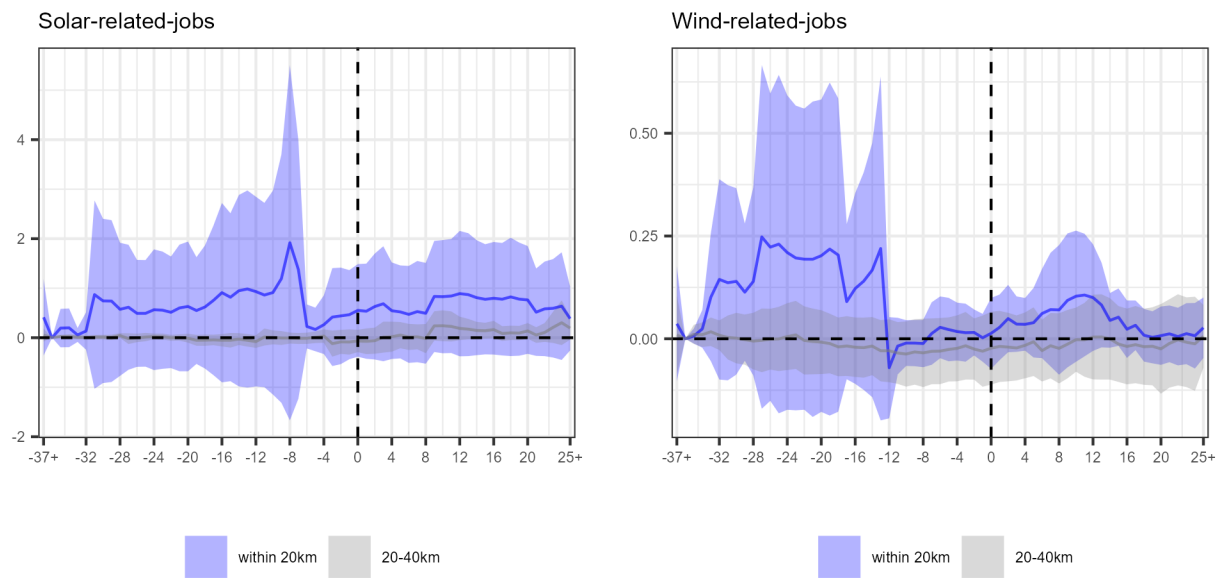 Solar-related-jobs
4
2
0
-2
-37+ -32 -28 -24 -20 -16 -12 -8 -4 0 4 8 12 16 20 25+
within 20km 20-40km
Wind-related-jobs
0.50
0.25
0.00
-37+ -32 -28 -24 -20 -16 -12 -8 -4 0 4 8 12 16 20 25+
within 20km 20-40km